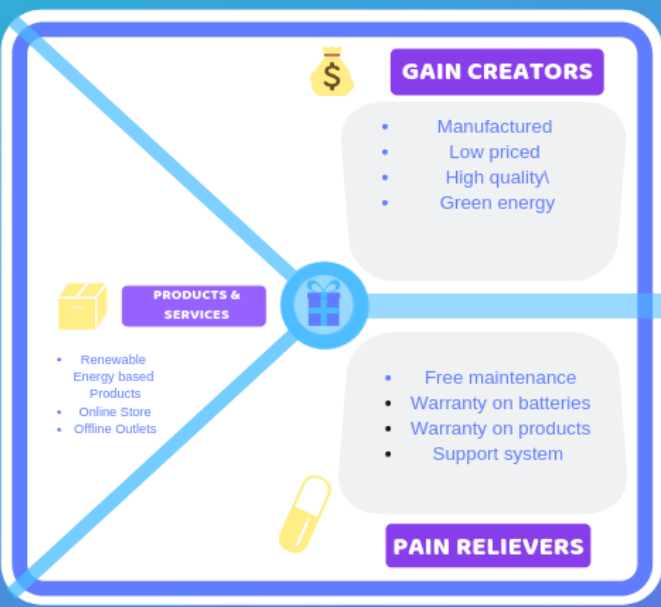 GAIN CREATORS
• Manufactured
• Low priced
• High quality\
• Green energy
PRODUCTS &
SERVICES
• Renewable
Energy based
Products
• Online Store
• Offline Outlets
• Free maintenance
• Warranty on batteries
• Warranty on products
• Support system
PAIN RELIEVERS